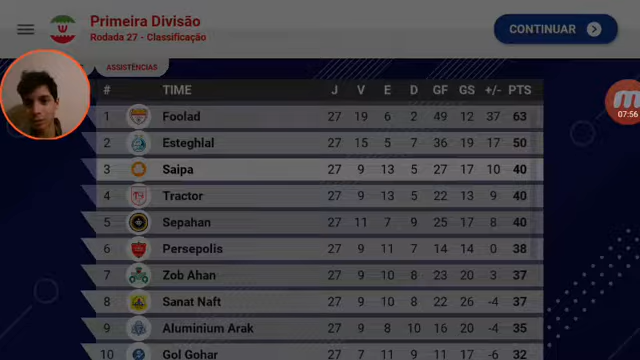 Primeira Divisão
Rodada 27 - Classificação
CONTINUAR
ASSISTÊNCIAS
# TIME J V E D GF GS +/- PTS
1 Foolad 27 19 6 2 49 12 37 63
2 Esteghlal 27 15 5 7 36 19 17 50
3 Saipa 27 9 13 5 27 17 10 40
4 Tractor 27 9 13 5 22 13 9 40
5 Sepahan 27 11 7 9 25 17 8 40
6 Persepolis 27 9 11 7 14 14 0 38
7 Zob Ahan 27 9 10 8 23 20 3 37
8 Sanat Naft 27 9 10 8 22 26 -4 37
9 Aluminium Arak 27 9 8 10 16 20 -4 35
10 Gol Gohar 27 7 11 9 11 17 -6 32
07:56